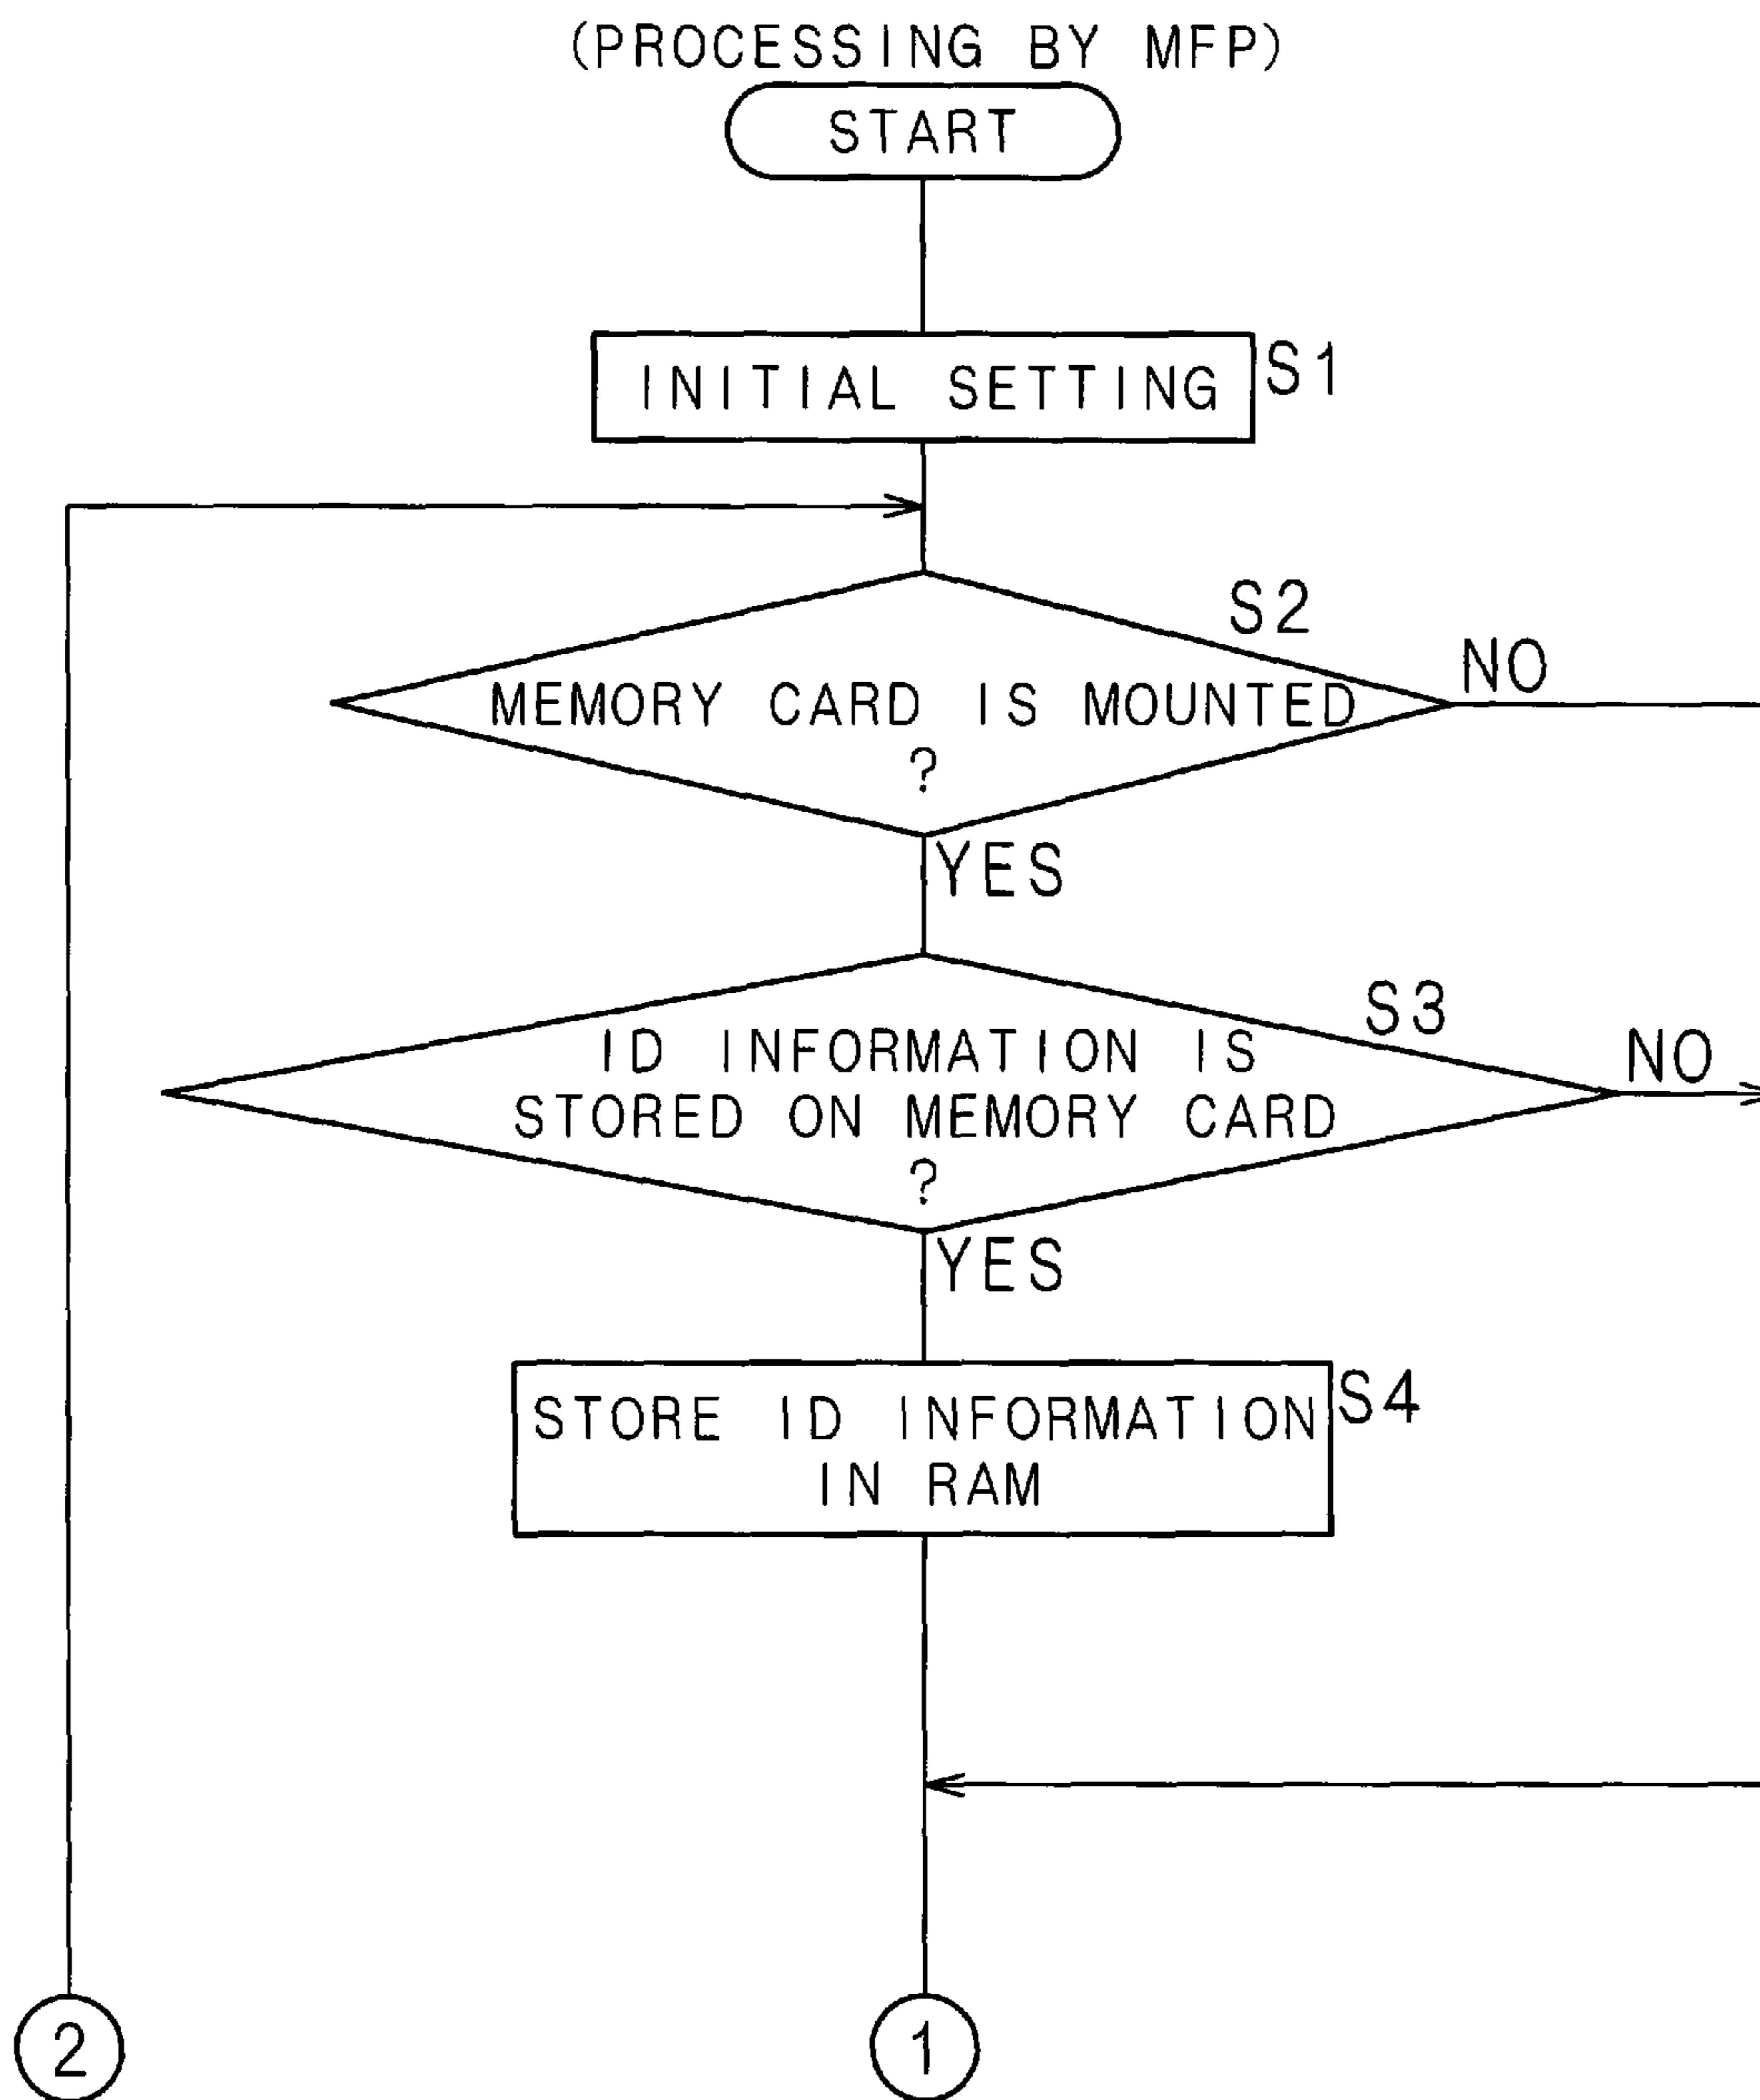 (PROCESSING BY MFP)
START
INITIAL SETTING
S1
S2
MEMORY CARD IS MOUNTED
?
NO
YES
S3
ID INFORMATION IS
STORED ON MEMORY CARD
?
NO
YES
STORE ID INFORMATION
IN RAM
S4
2
1